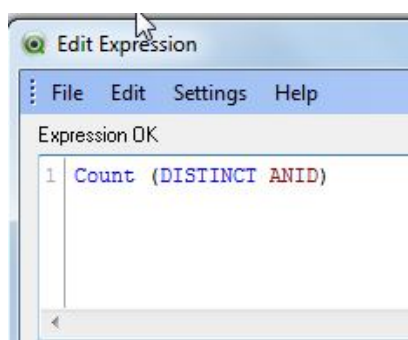 Edit Expression
File Edit Settings Help
Expression OK
1 Count (DISTINCT ANID)